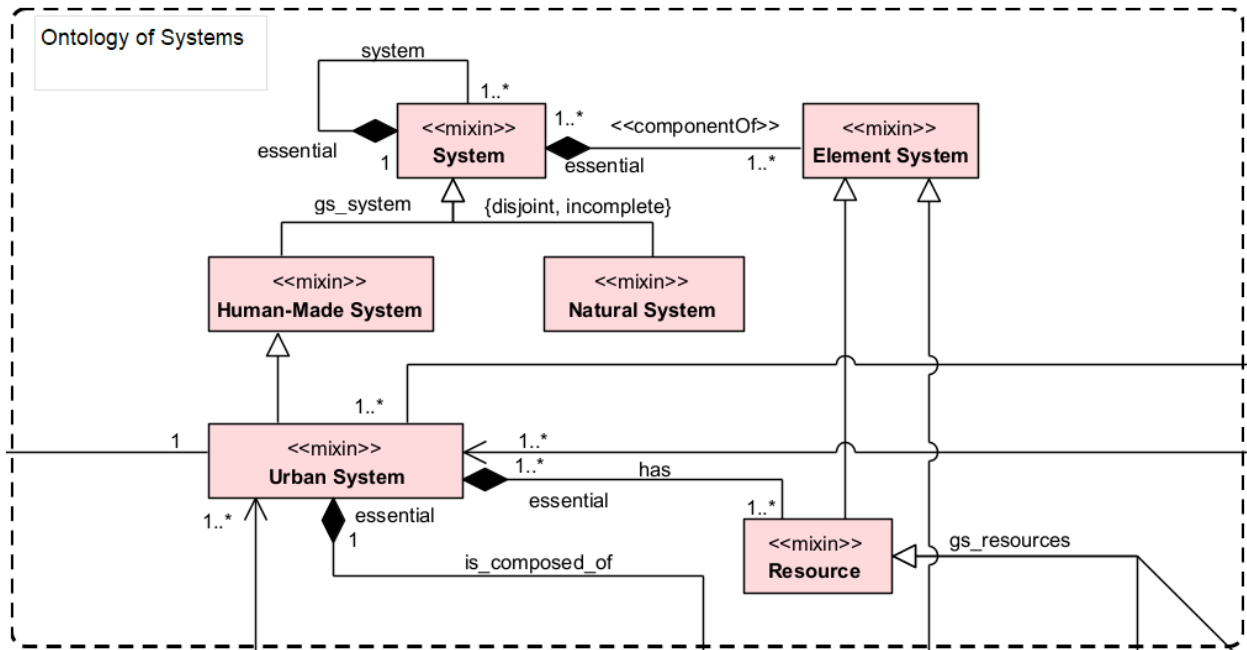 Ontology of Systems
system
1..*
1..*
<<componentOf>>
<<mixin>>
System
<<mixin>>
Element System
essential
1
essential
1..*
gs_system
{disjoint, incomplete}
<<mixin>>
Human-Made System
<<mixin>>
Natural System
1..*
1
<<mixin>>
Urban System
1..*
1..*
has
essential
1..*
essential
1..*
1
<<mixin>>
Resource
gs_resources
is_composed_of